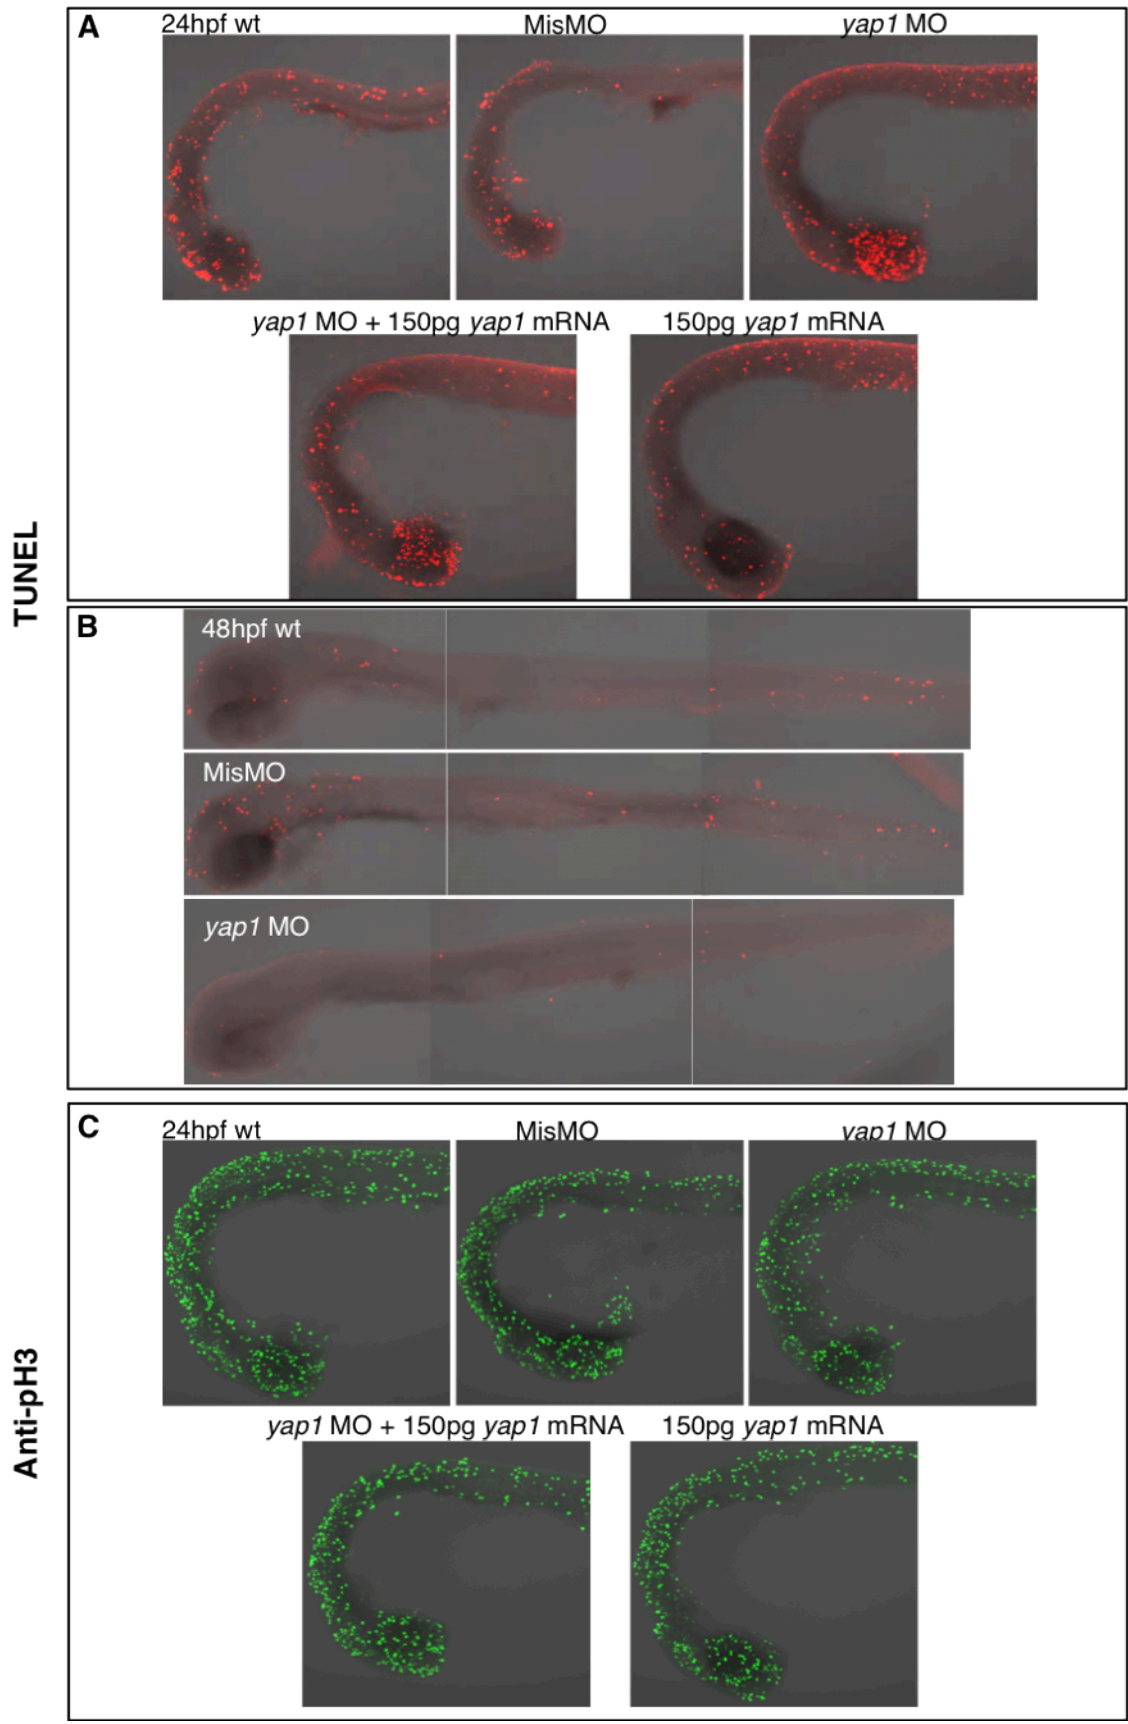 A
24hpf wt
MisMO
yap1 MO
yap1 MO + 150pg yap1 mRNA
150pg yap1 mRNA
TUNEL
B
48hpf wt
MisMO
yap1 MO
C
24hpf wt
MisMO
yap1 MO
yap1 MO + 150pg yap1 mRNA
150pg yap1 mRNA
Anti-pH3